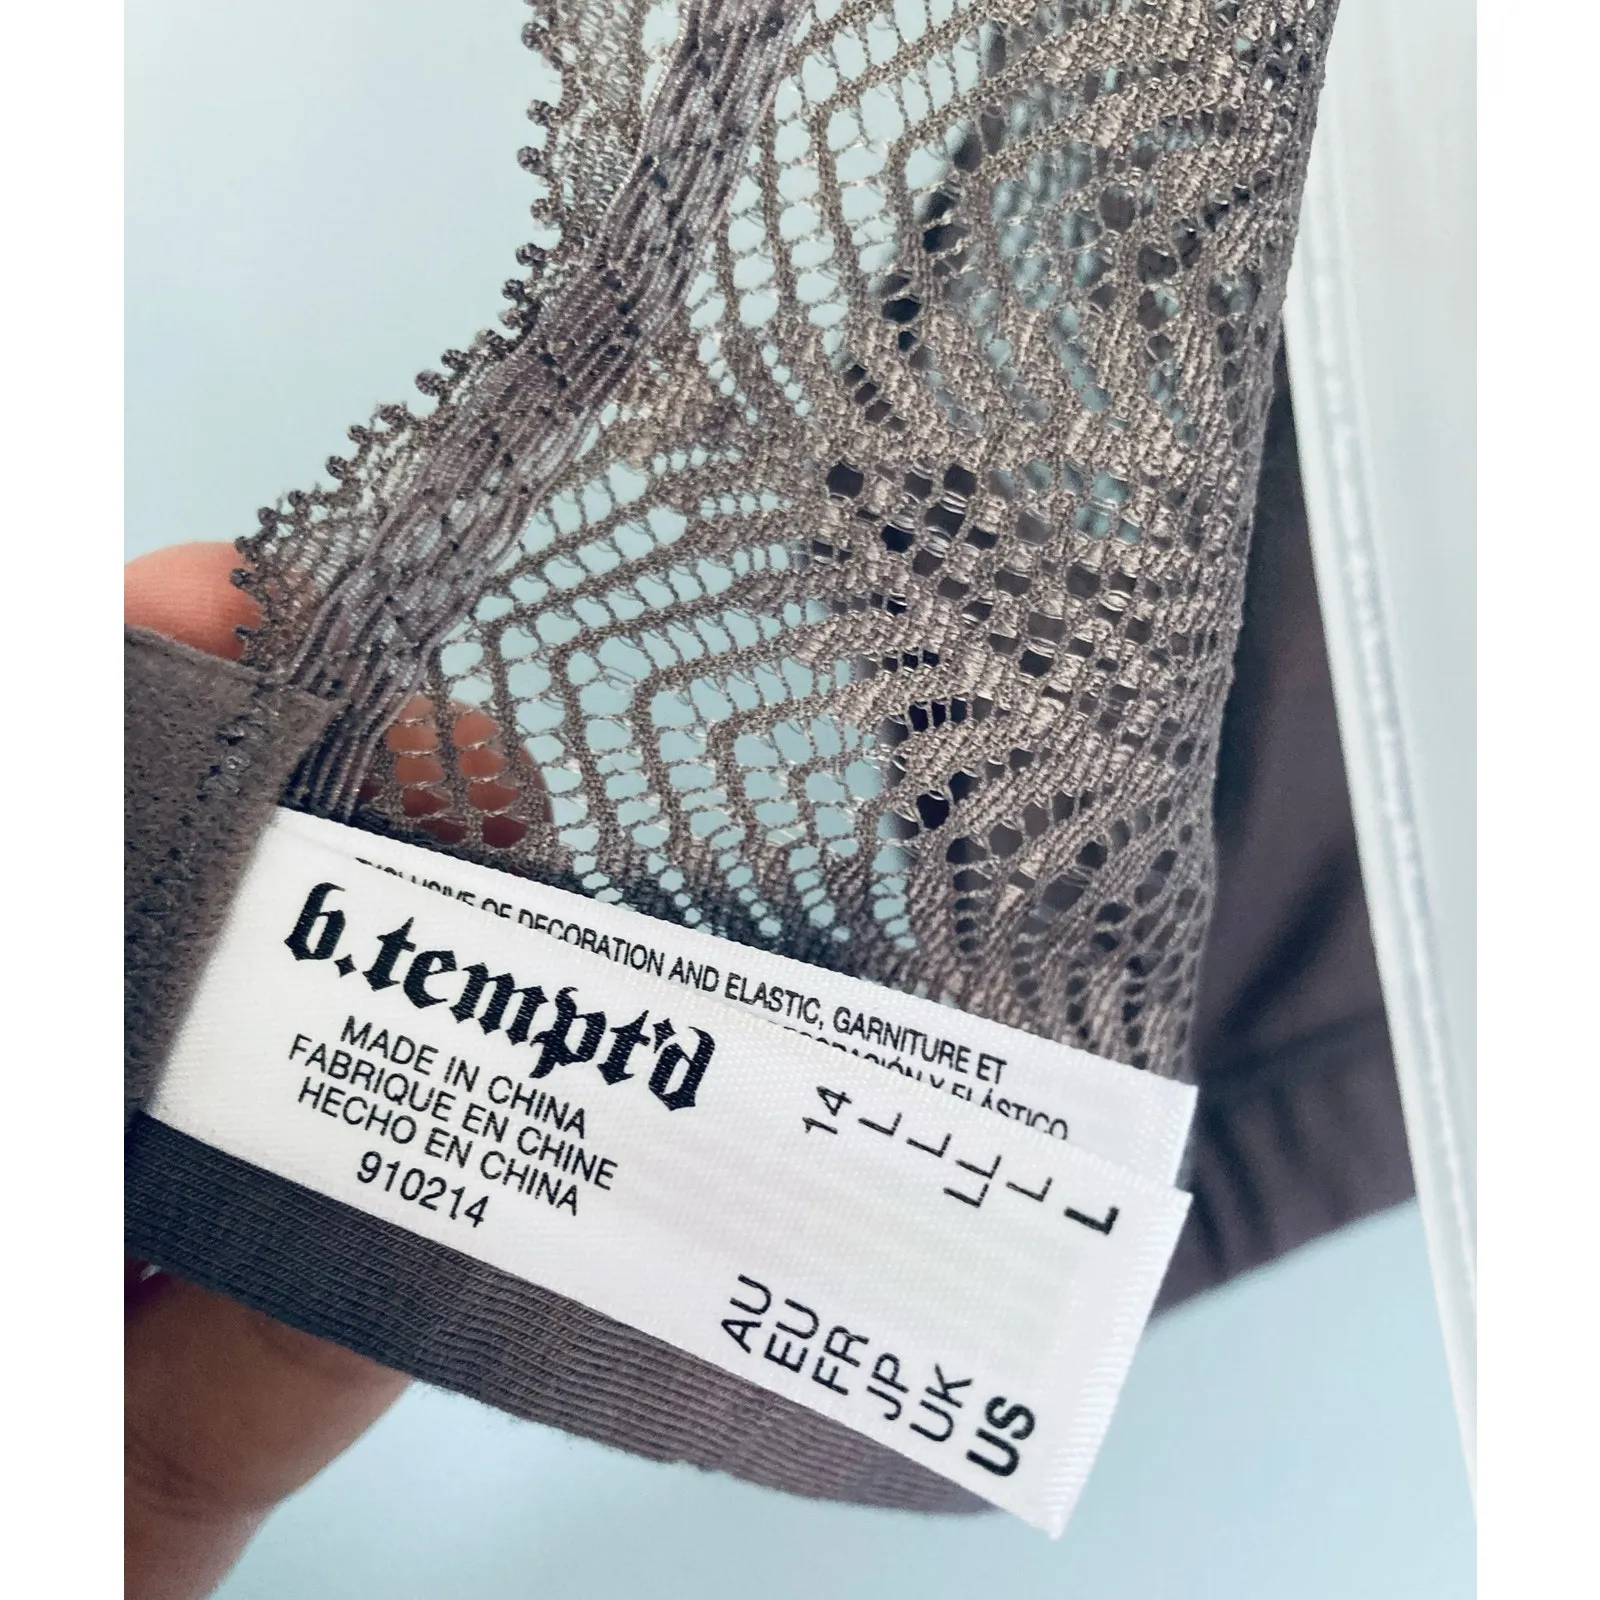 EXCLUSIVE OF DECORATION AND ELASTIC, GARNITURE ET
Y ELÁSTICO
b.tempt'd
MADE IN CHINA
FABRIQUE EN CHINE
HECHO EN CHINA
910214
AU 14
EU L
FR L
JP LL
UK L
US L